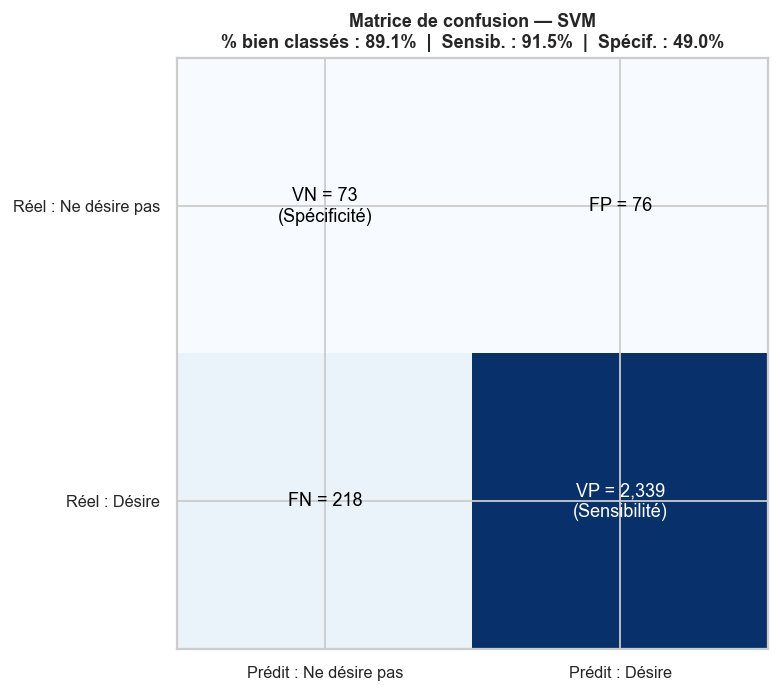 Matrice de confusion — SVM
% bien classés : 89.1% | Sensib. : 91.5% | Spécif. : 49.0%
Réel : Ne désire pas
VN = 73
(Spécificité)
FP = 76
Réel : Désire
FN = 218
VP = 2,339
(Sensibilité)
Prédit : Ne désire pas
Prédit : Désire